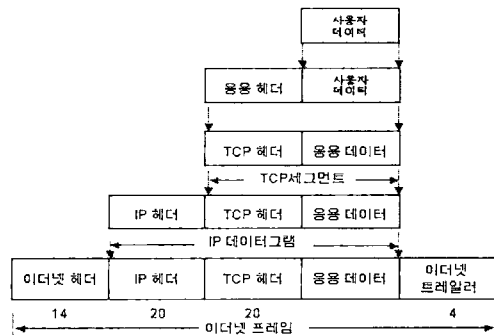 사용자
데이터
응용 헤더
사용자
데이터
TCP 헤더
응용 데이터
TCP세그먼트
IP 헤더
TCP 헤더
응용 데이터
IP 데이터그램
이더넷 헤더
IP 헤더
TCP 헤더
응용 데이터
이더넷
트레일러
14
20
20
4
이더넷 프레임